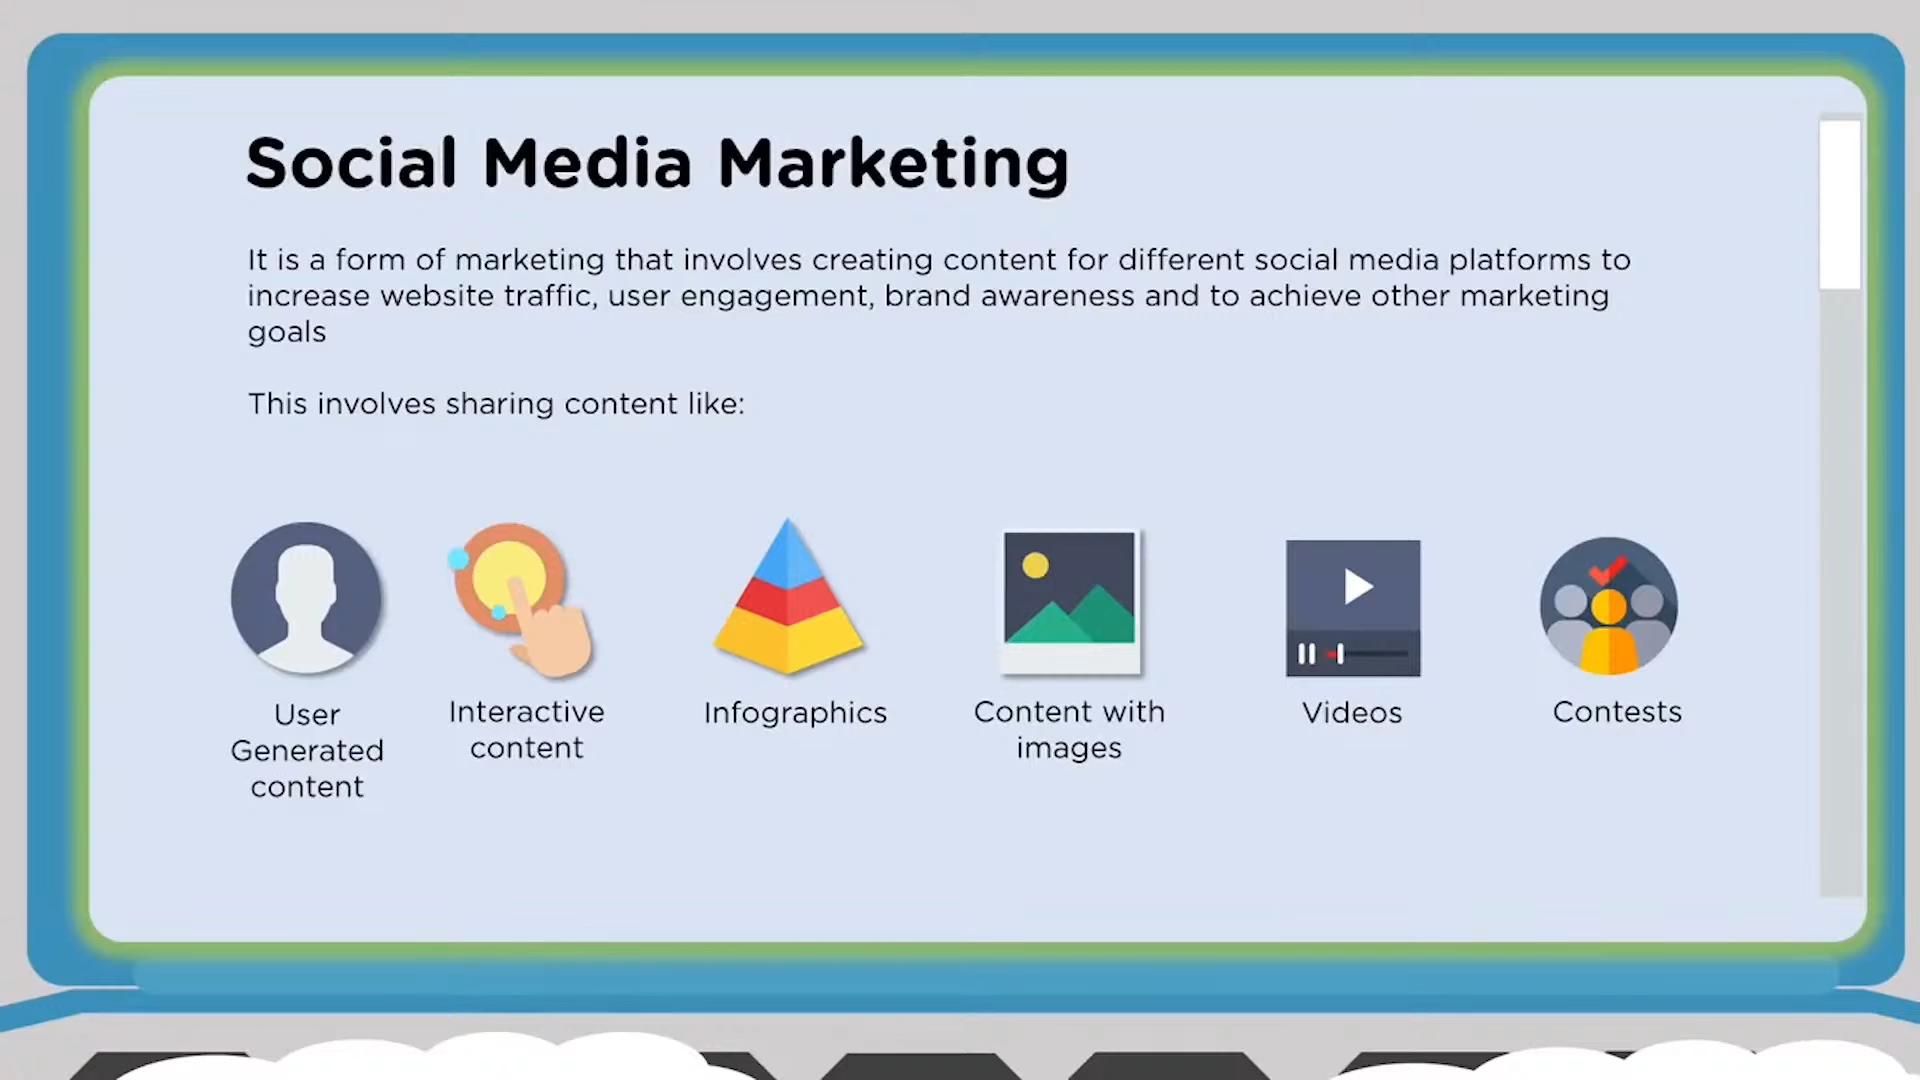 Social Media Marketing
It is a form of marketing that involves creating content for different social media platforms to
increase website traffic, user engagement, brand awareness and to achieve other marketing
goals
This involves sharing content like:
User
Generated
content
Interactive
content
Infographics
Content with
images
Videos
Contests